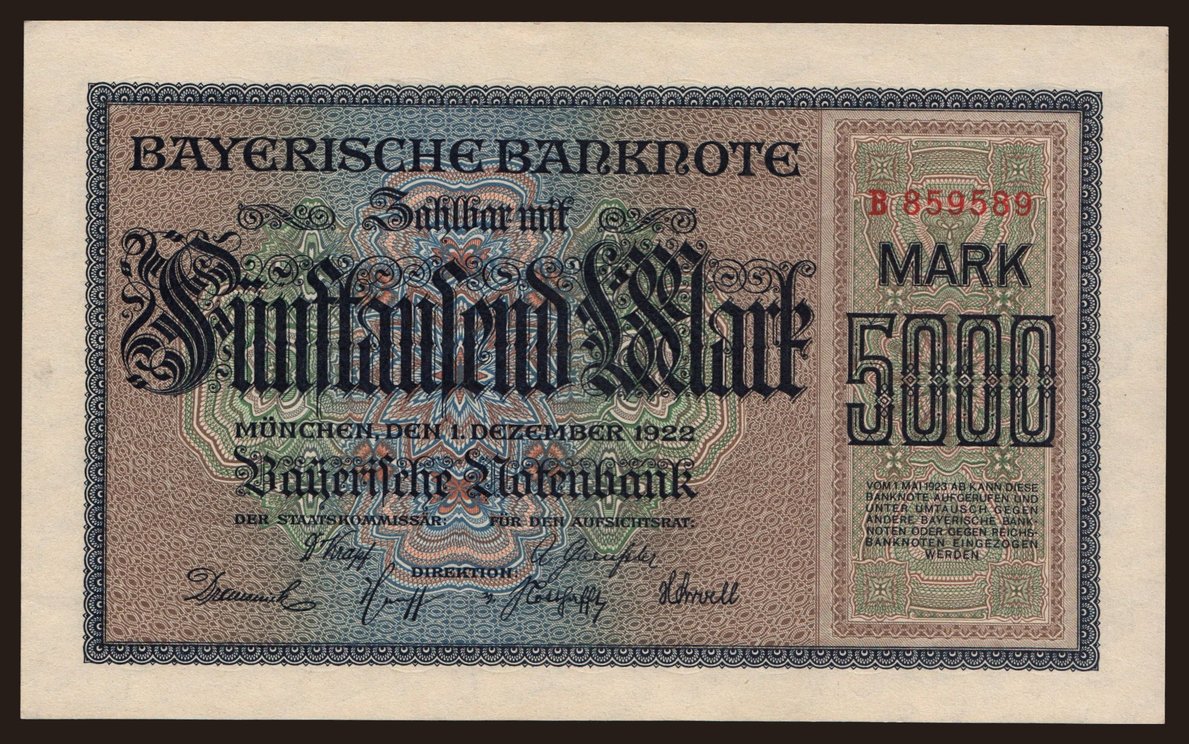 BAYERISCHE BANKNOTE
Zahlbar mit
Fünftausend Mark
MÜNCHEN, DEN 1. DEZEMBER 1922
Bayerische Notenbank
DER STAATSKOMMISSÄR: FÜR DEN AUFSICHTSRAT:
DIREKTION:
B 859589
MARK
5000
VOM 1. MAI 1923 AB KANN DIESE
BANKNOTE AUFGERUFEN UND
UNTER UMTAUSCH GEGEN
ANDERE BAYERISCHE BANK-
NOTEN ODER GEGEN REICHS-
BANKNOTEN EINGEZOGEN
WERDEN